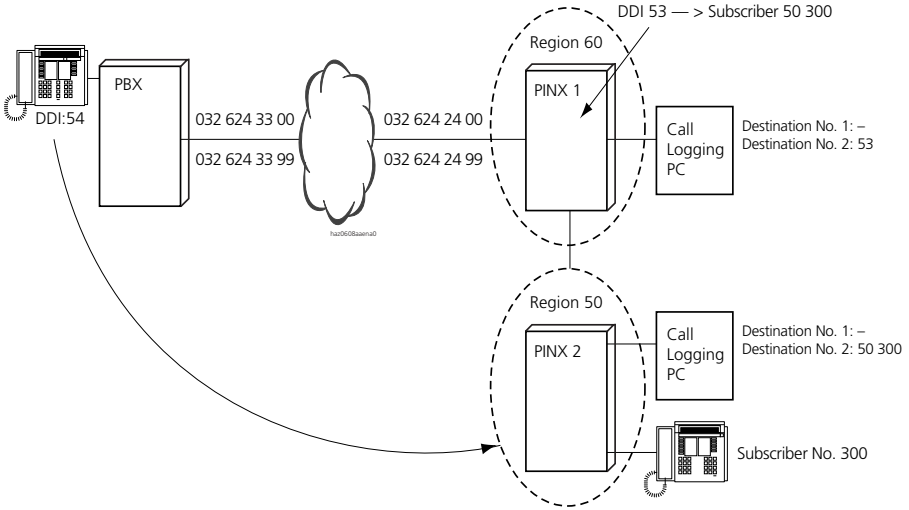 DDI 53 — > Subscriber 50 300
Region 60
PBX
PINX 1
DDI:54
032 624 33 00
032 624 24 00
Call
Logging
PC
Destination No. 1: –
Destination No. 2: 53
032 624 33 99
032 624 24 99
haz0608aaena0
Region 50
PINX 2
Call
Logging
PC
Destination No. 1: –
Destination No. 2: 50 300
Subscriber No. 300